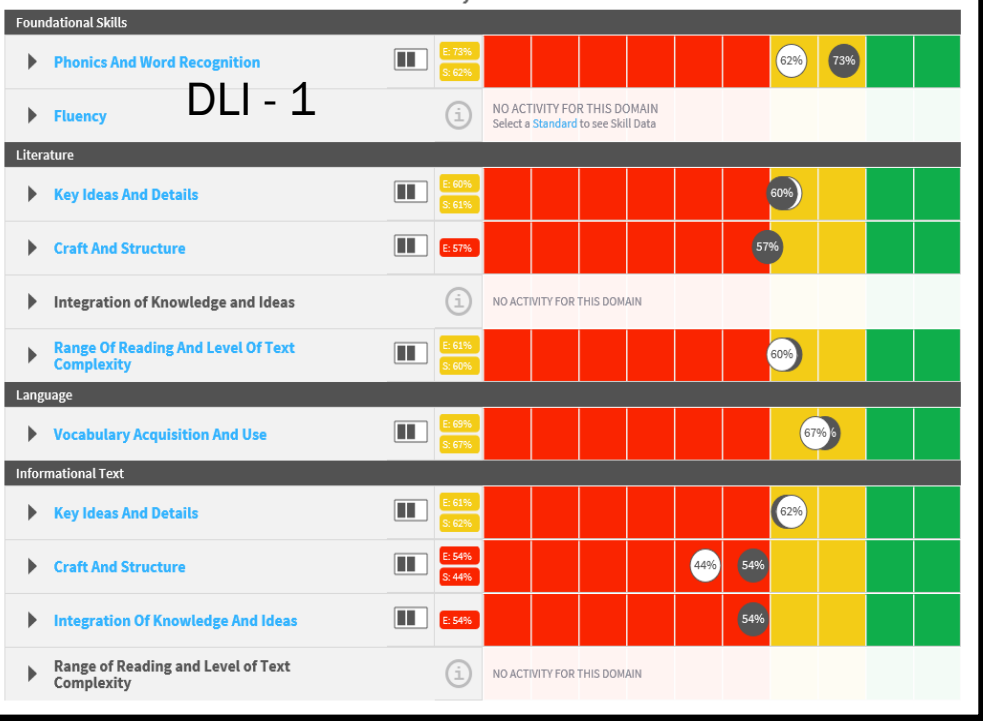 Foundational Skills
Phonics And Word Recognition
E: 73%
S: 62%
62%
73%
DLI - 1
Fluency
NO ACTIVITY FOR THIS DOMAIN
Select a Standard to see Skill Data
Literature
Key Ideas And Details
E: 60%
S: 61%
60%
Craft And Structure
E: 57%
57%
Integration of Knowledge and Ideas
NO ACTIVITY FOR THIS DOMAIN
Range Of Reading And Level Of Text
Complexity
E: 61%
S: 60%
60%
Language
Vocabulary Acquisition And Use
E: 69%
S: 67%
67%
Informational Text
Key Ideas And Details
E: 61%
S: 62%
62%
Craft And Structure
E: 54%
S: 44%
44%
54%
Integration Of Knowledge And Ideas
E: 54%
54%
Range of Reading and Level of Text
Complexity
NO ACTIVITY FOR THIS DOMAIN